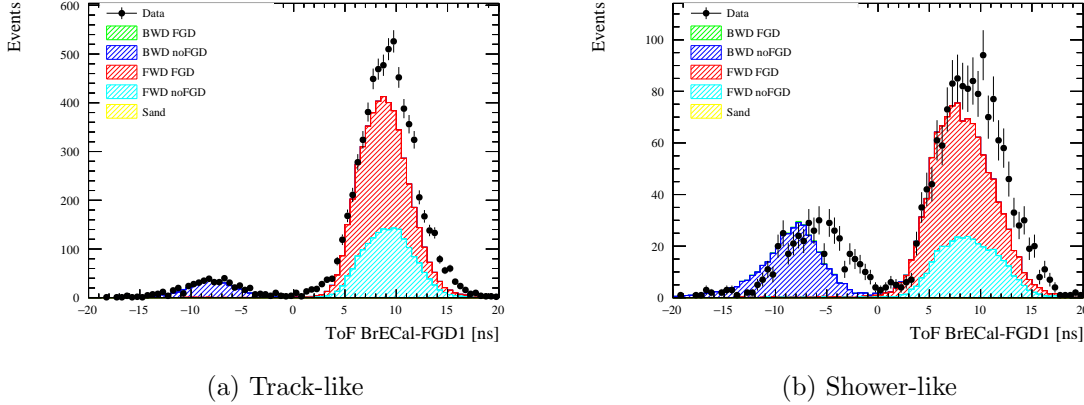 Events
600
500
400
300
200
100
0
Data
BWD FGD
BWD noFGD
FWD FGD
FWD noFGD
Sand
−20 −15 −10 −5 0 5 10 15 20
ToF BrECal-FGD1 [ns]
(a) Track-like
Events
100
80
60
40
20
0
Data
BWD FGD
BWD noFGD
FWD FGD
FWD noFGD
Sand
−20 −15 −10 −5 0 5 10 15 20
ToF BrECal-FGD1 [ns]
(b) Shower-like